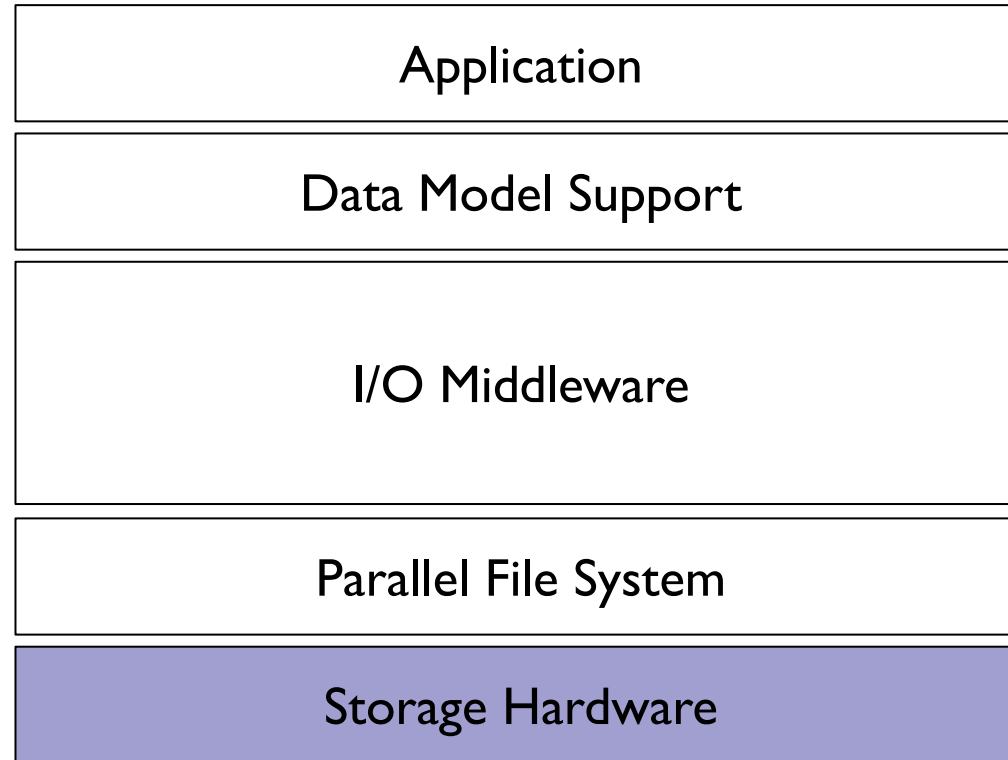 Application
Data Model Support
I/O Middleware
Parallel File System
Storage Hardware